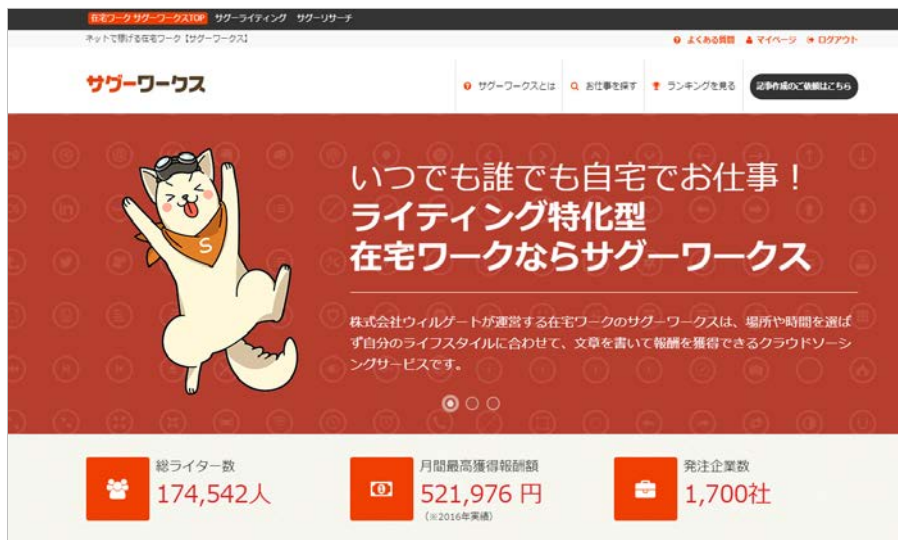 在宅ワーク サグーワークスTOP サグーライティング サグーリサーチ
ネットで稼げる在宅ワーク【サグーワークス】 よくある質問 マイページ ログアウト
サグーワークス サグーワークスとは お仕事を探す ランキングを見る 記事作成のご依頼はこちら
いつでも誰でも自宅でお仕事！
ライティング特化型
在宅ワークならサグーワークス
S
株式会社ウィルゲートが運営する在宅ワークのサグーワークスは、場所や時間を選ば
ず自分のライフスタイルに合わせて、文章を書いて報酬を獲得できるクラウドソーシ
ングサービスです。
総ライター数 月間最高獲得報酬額 発注企業数
174,542人 521,976 円 1,700社
（※2016年実績）